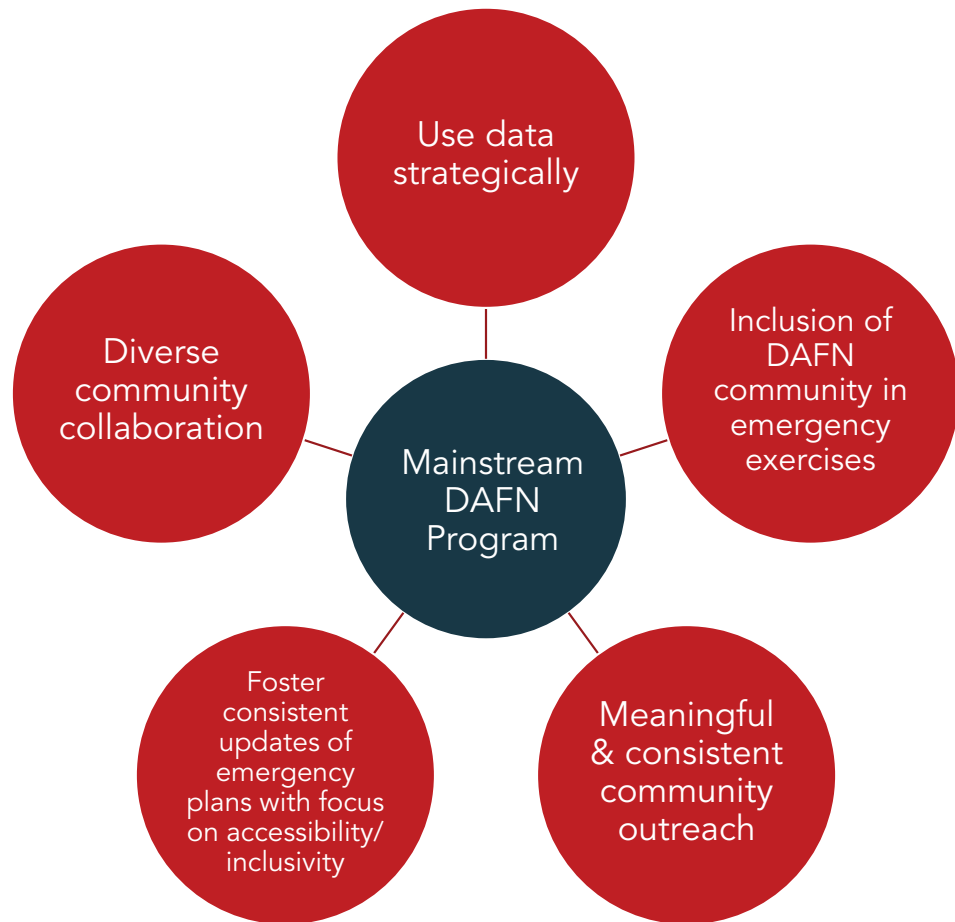 Use data
strategically
Inclusion of
DAFN
community in
emergency
exercises
Meaningful
& consistent
community
outreach
Foster
consistent
updates of
emergency
plans with focus
on accessibility/
inclusivity
Diverse
community
collaboration
Mainstream
DAFN
Program